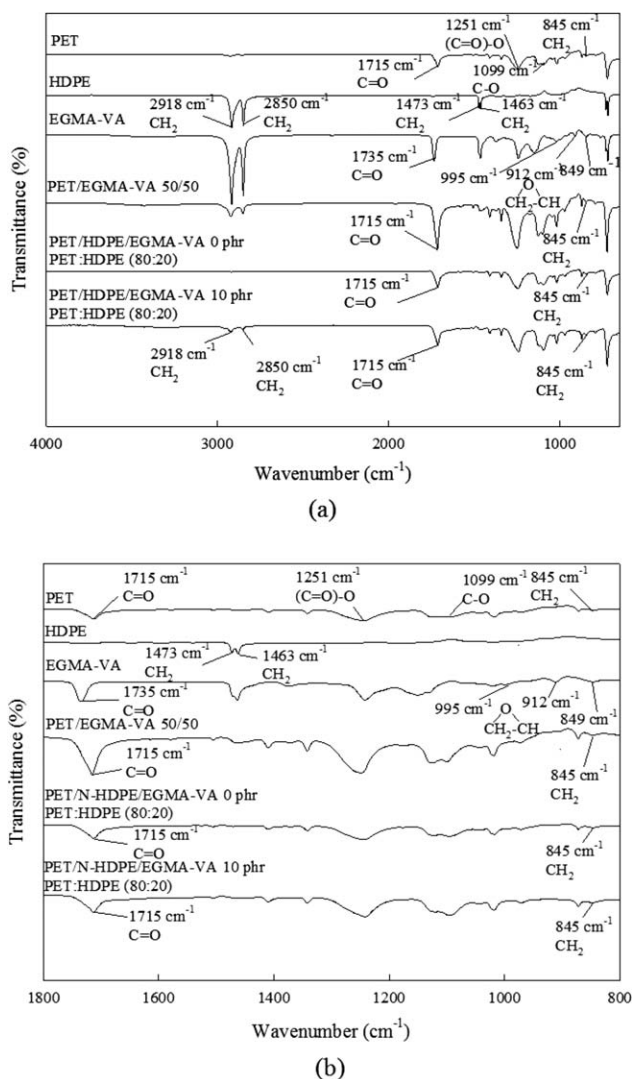 PET
1251 cm⁻¹
(C=O)-O
845 cm⁻¹
CH₂
1715 cm⁻¹
C=O
1099 cm⁻¹
C-O
HDPE
2918 cm⁻¹
CH₂
2850 cm⁻¹
CH₂
1473 cm⁻¹
CH₂
1463 cm⁻¹
CH₂
EGMA-VA
1735 cm⁻¹
C=O
995 cm⁻¹
912 cm⁻¹
849 cm⁻¹
O
CH₂-CH
PET/EGMA-VA 50/50
1715 cm⁻¹
C=O
845 cm⁻¹
CH₂
PET/HDPE/EGMA-VA 0 phr
PET:HDPE (80:20)
1715 cm⁻¹
C=O
845 cm⁻¹
CH₂
PET/HDPE/EGMA-VA 10 phr
PET:HDPE (80:20)
2918 cm⁻¹
CH₂
2850 cm⁻¹
CH₂
1715 cm⁻¹
C=O
845 cm⁻¹
CH₂
Transmittance (%)
4000 3000 2000 1000
Wavenumber (cm⁻¹)
(a)
1715 cm⁻¹
C=O
1251 cm⁻¹
(C=O)-O
1099 cm⁻¹
C-O
845 cm⁻¹
CH₂
PET
HDPE
1473 cm⁻¹
CH₂
1463 cm⁻¹
CH₂
EGMA-VA
1735 cm⁻¹
C=O
995 cm⁻¹
912 cm⁻¹
849 cm⁻¹
O
CH₂-CH
PET/EGMA-VA 50/50
1715 cm⁻¹
C=O
845 cm⁻¹
CH₂
PET/N-HDPE/EGMA-VA 0 phr
PET:HDPE (80:20)
1715 cm⁻¹
C=O
845 cm⁻¹
CH₂
PET/N-HDPE/EGMA-VA 10 phr
PET:HDPE (80:20)
1715 cm⁻¹
C=O
845 cm⁻¹
CH₂
Transmittance (%)
1800 1600 1400 1200 1000 800
Wavenumber (cm⁻¹)
(b)